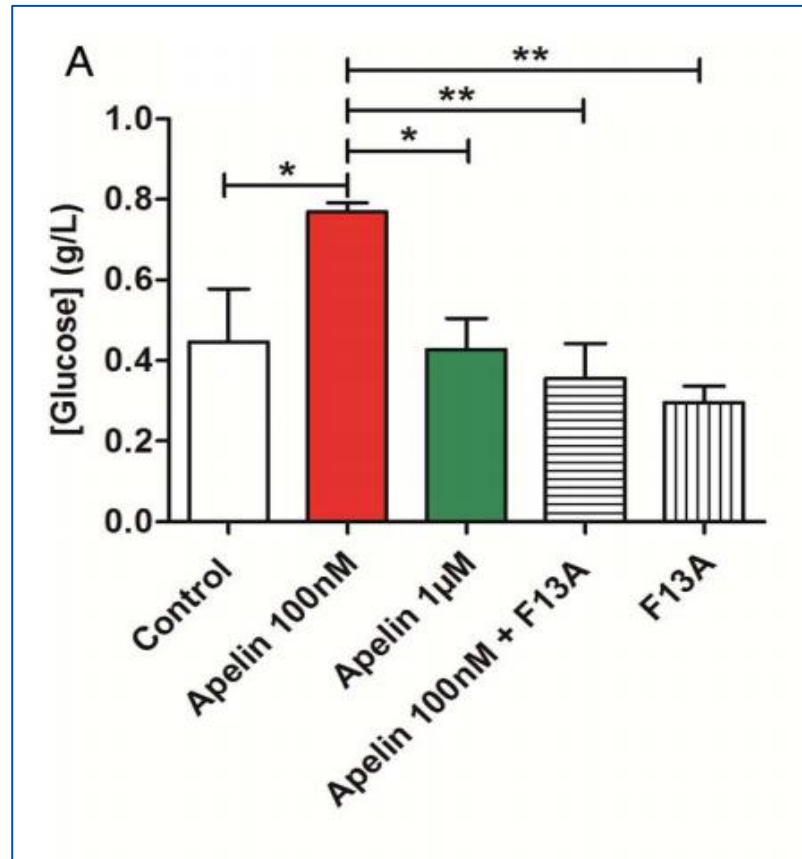 A
**
**
*
*
[Glucose] (g/L)
1.0
0.8
0.6
0.4
0.2
0.0
Control
Apelin 100nM
Apelin 1µM
Apelin 100nM + F13A
F13A